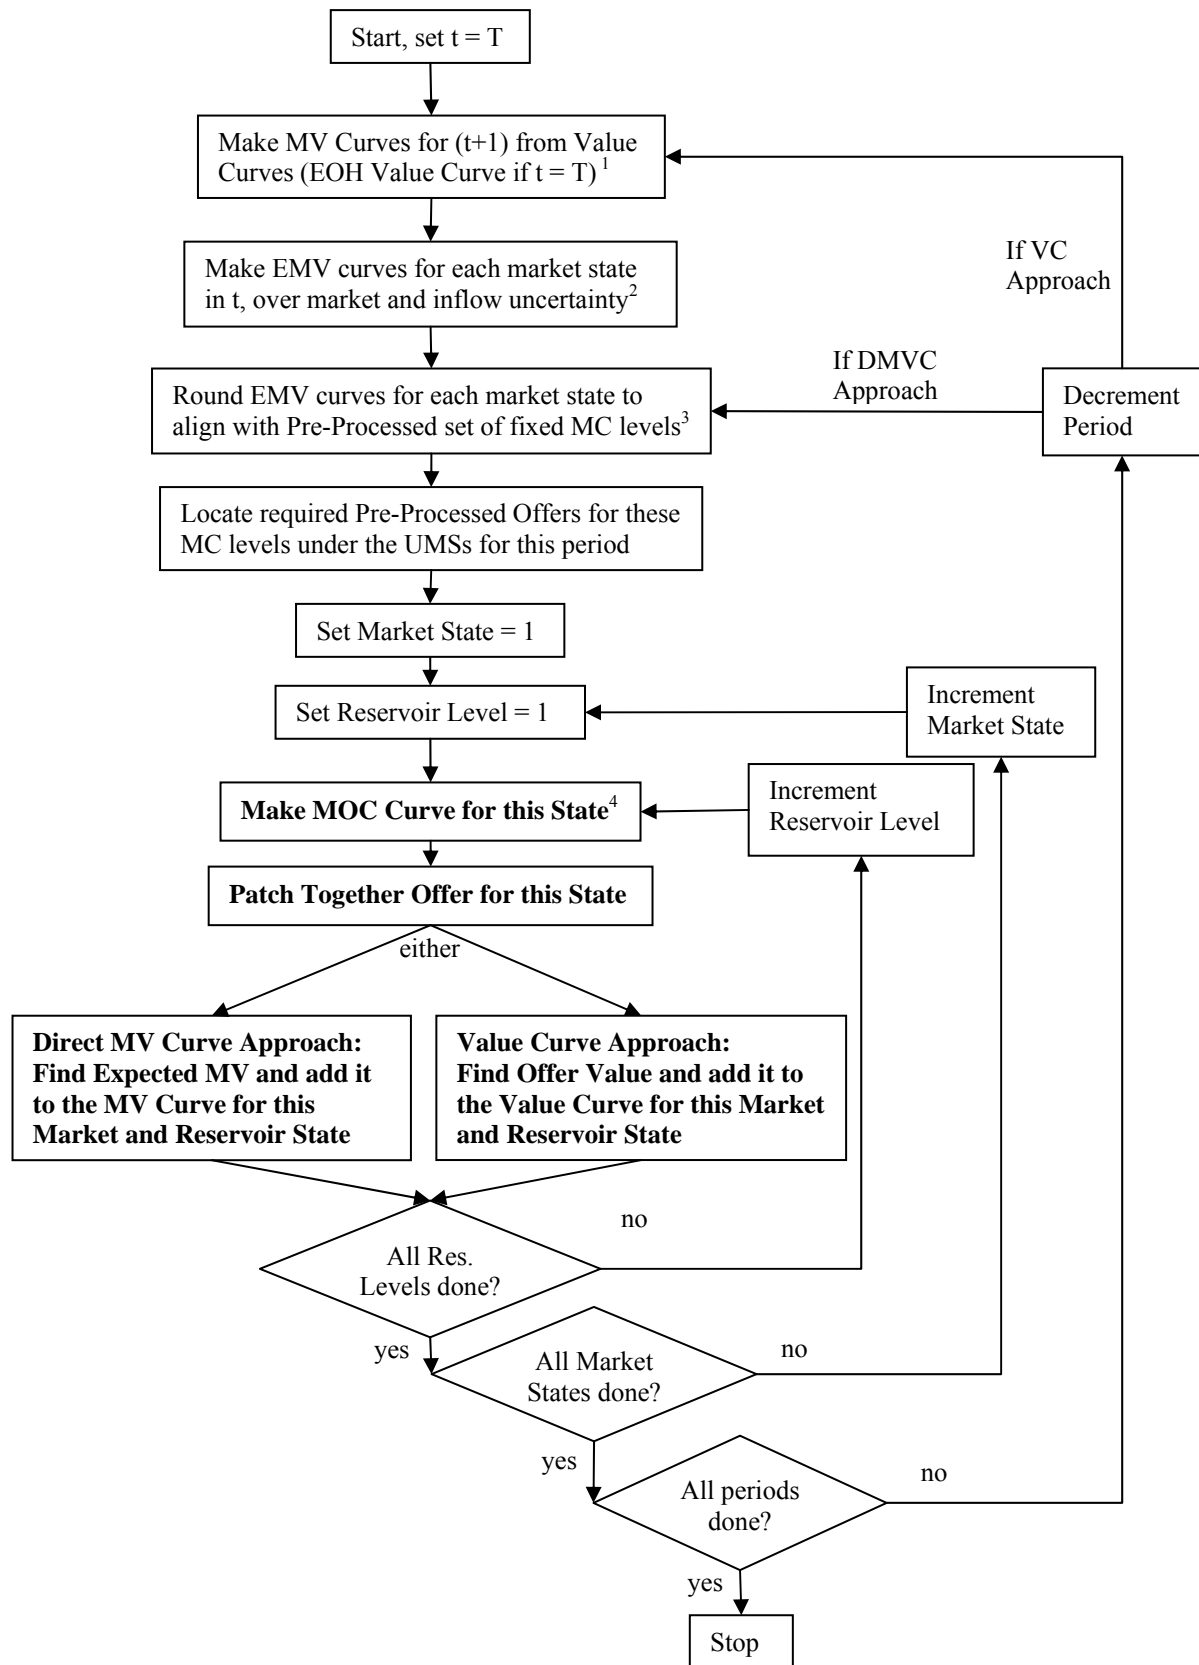 Start, set t = T
Make MV Curves for (t+1) from Value
Curves (EOH Value Curve if t = T) 1
If VC
Approach
Make EMV curves for each market state
in t, over market and inflow uncertainty2
If DMVC
Approach
Round EMV curves for each market state to
align with Pre-Processed set of fixed MC levels3
Decrement
Period
Locate required Pre-Processed Offers for these
MC levels under the UMSs for this period
Set Market State = 1
Set Reservoir Level = 1
Increment
Market State
Make MOC Curve for this State4
Increment
Reservoir Level
Patch Together Offer for this State
either
Direct MV Curve Approach:
Find Expected MV and add it
to the MV Curve for this
Market and Reservoir State
Value Curve Approach:
Find Offer Value and add it to
the Value Curve for this Market
and Reservoir State
All Res.
Levels done?
no
yes
All Market
States done?
no
yes
All periods
done?
no
yes
Stop